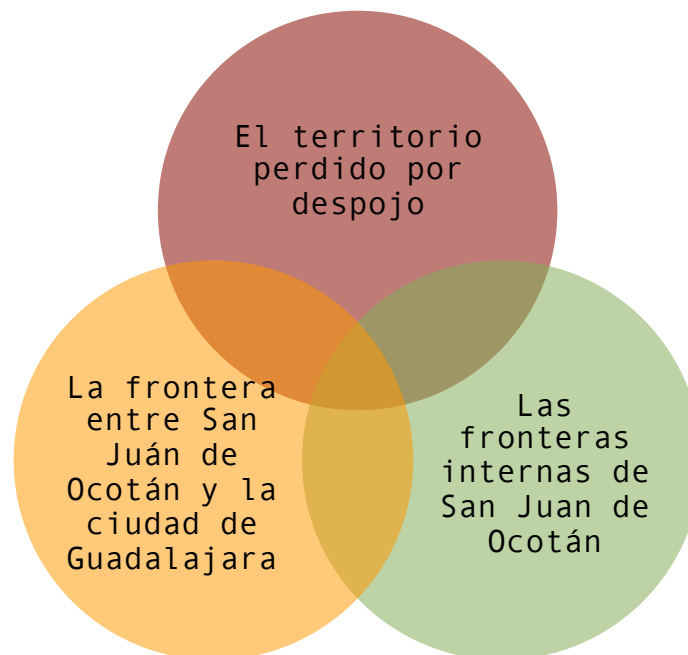 El territorio
perdido por
despojo
La frontera
entre San
Juán de
Ocotán y la
ciudad de
Guadalajara
Las
fronteras
internas de
San Juan de
Ocotán